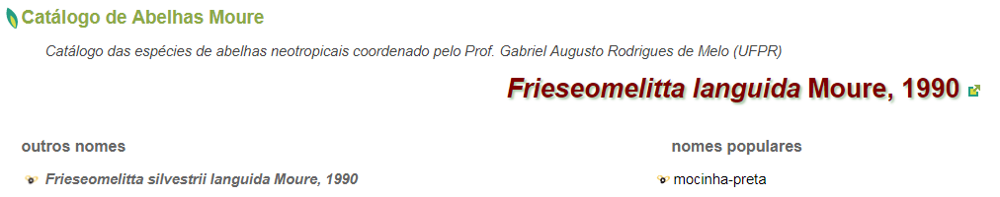 Catálogo de Abelhas Moure
Catálogo das espécies de abelhas neotropicais coordenado pelo Prof. Gabriel Augusto Rodrigues de Melo (UFPR)
Frieseomelitta languida Moure, 1990
outros nomes
Frieseomelitta silvestrii languida Moure, 1990
nomes populares
mocinha-preta